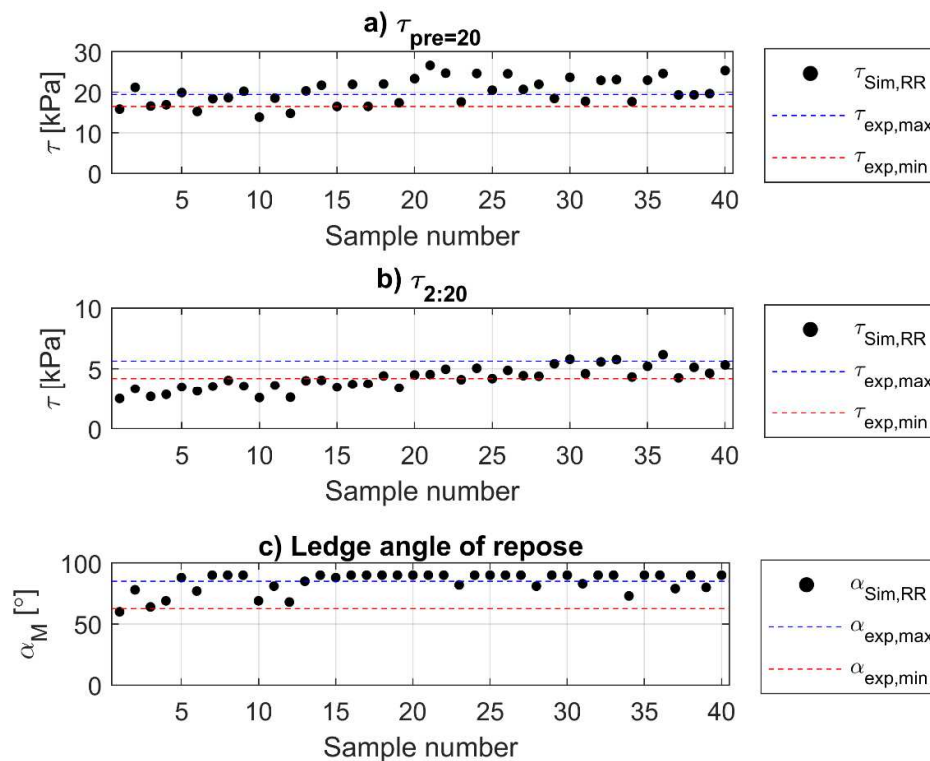 a) τpre=20
30
20
10
0
τ [kPa]
5 10 15 20 25 30 35 40
Sample number
τSim,RR
τexp,max
τexp,min
b) τ2:20
10
5
0
τ [kPa]
5 10 15 20 25 30 35 40
Sample number
τSim,RR
τexp,max
τexp,min
c) Ledge angle of repose
100
50
0
αM [°]
5 10 15 20 25 30 35 40
Sample number
αSim,RR
αexp,max
αexp,min